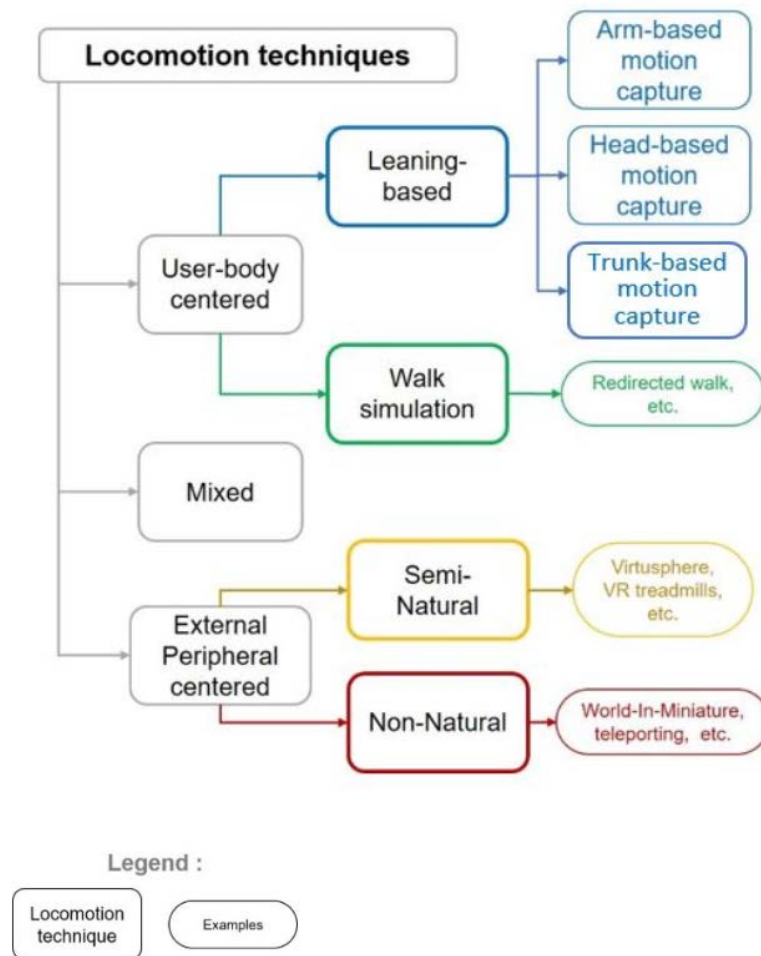 Locomotion techniques
Arm-based
motion
capture
Leaning-
based
Head-based
motion
capture
User-body
centered
Trunk-based
motion
capture
Walk
simulation
Redirected walk,
etc.
Mixed
Semi-
Natural
Virtusphere,
VR treadmills,
etc.
External
Peripheral
centered
Non-Natural
World-In-Miniature,
teleporting, etc.
Legend :
Locomotion
technique
Examples